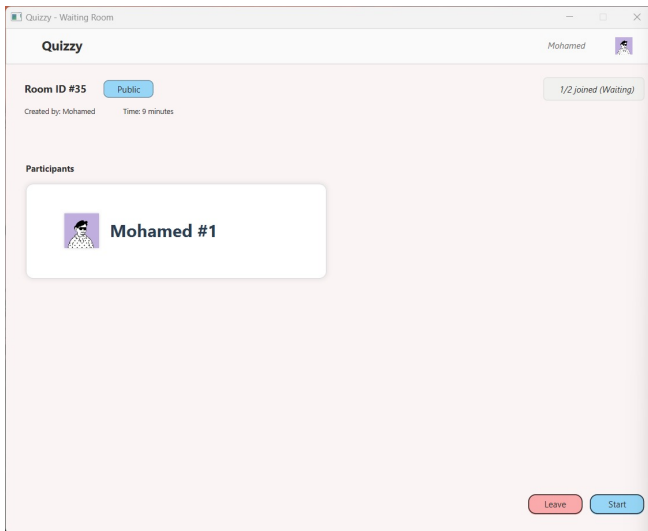 Quizzy - Waiting Room
Quizzy
Mohamed
Room ID #35
Public
1/2 joined (Waiting)
Created by: Mohamed
Time: 9 minutes
Participants
Mohamed #1
Leave
Start